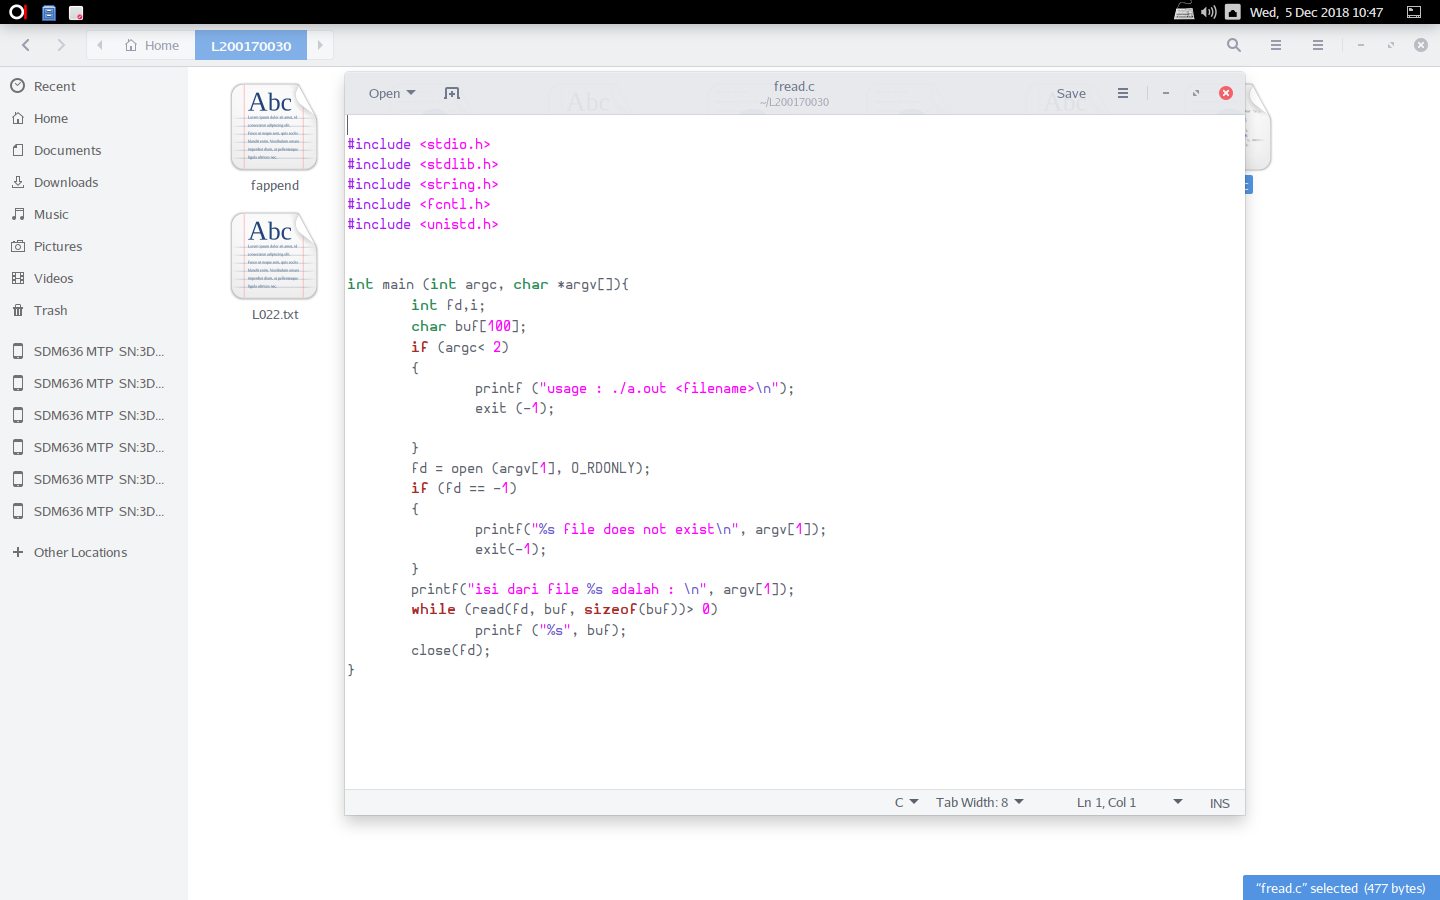 Wed, 5 Dec 2018 10:47
Home
L200170030
Recent
Home
Documents
Downloads
Music
Pictures
Videos
Trash
SDM636 MTP SN:3D...
SDM636 MTP SN:3D...
SDM636 MTP SN:3D...
SDM636 MTP SN:3D...
SDM636 MTP SN:3D...
SDM636 MTP SN:3D...
Other Locations
Abc
fappend
Abc
L022.txt
Open
fread.c
~/L200170030
Save
#include <stdio.h>
#include <stdlib.h>
#include <string.h>
#include <fcntl.h>
#include <unistd.h>
int main (int argc, char *argv[]){
int fd,i;
char buf[100];
if (argc< 2)
{
printf ("usage : ./a.out <filename>\n");
exit (-1);
}
fd = open (argv[1], O_RDONLY);
if (fd == -1)
{
printf("%s file does not exist\n", argv[1]);
exit(-1);
}
printf("isi dari file %s adalah : \n", argv[1]);
while (read(fd, buf, sizeof(buf))> 0)
printf ("%s", buf);
close(fd);
}
C
Tab Width: 8
Ln 1, Col 1
INS
"fread.c" selected (477 bytes)